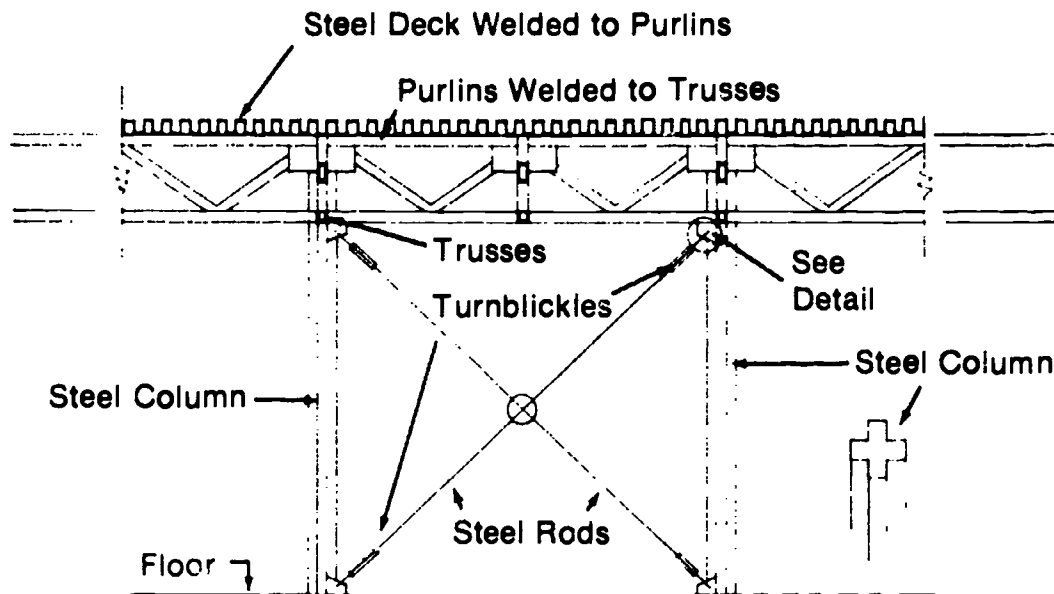 Steel Deck Welded to Purlins
Purlins Welded to Trusses
Trusses
See
Detail
Turnblickles
Steel Column
Steel Column
Steel Rods
Floor